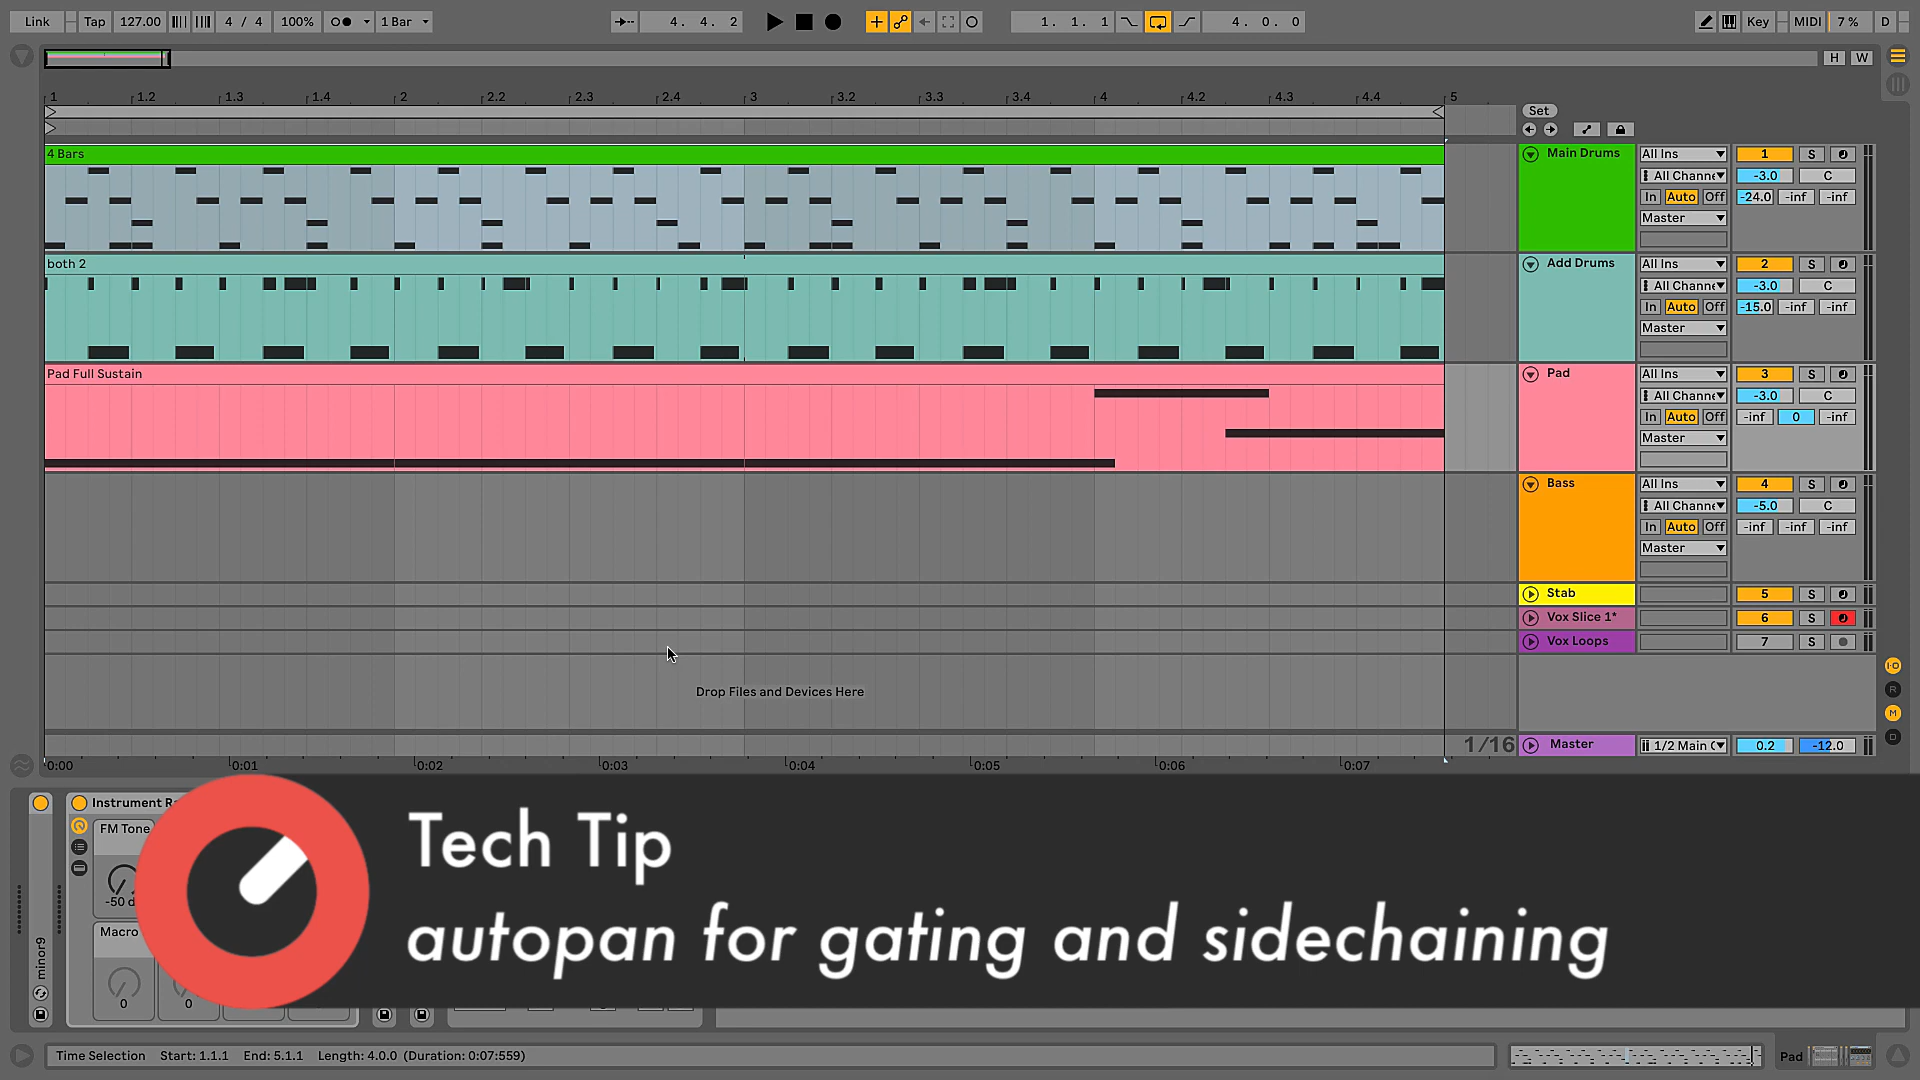 Link Tap 127.00 4 / 4 100% 1 Bar 4. 4. 2 1. 1. 1 4. 0. 0 Key MIDI 7 % D
H W
1 1.2 1.3 1.4 2 2.2 2.3 2.4 3 3.2 3.3 3.4 4 4.2 4.3 4.4 5
Set
4 Bars Main Drums All Ins 1 S
All Channe -3.0 C
In Auto Off -24.0 -inf -inf
Master
both 2 Add Drums All Ins 2 S
All Channe -3.0 C
In Auto Off -15.0 -inf -inf
Master
Pad Full Sustain Pad All Ins 3 S
All Channe -3.0 C
In Auto Off -inf 0 -inf
Master
Bass All Ins 4 S
All Channe -5.0 C
In Auto Off -inf -inf -inf
Master
Stab 5 S
Vox Slice 1* 6 S
Vox Loops 7 S
I·O
Drop Files and Devices Here R
M
D
1/16 Master 1/2 Main 0.2 -12.0
0:00 0:01 0:02 0:03 0:04 0:05 0:06 0:07
Instrument R
FM Tone
-50 d
Macro
0 0
minor9
Tech Tip
autopan for gating and sidechaining
Time Selection Start: 1.1.1 End: 5.1.1 Length: 4.0.0 (Duration: 0:07:559) Pad